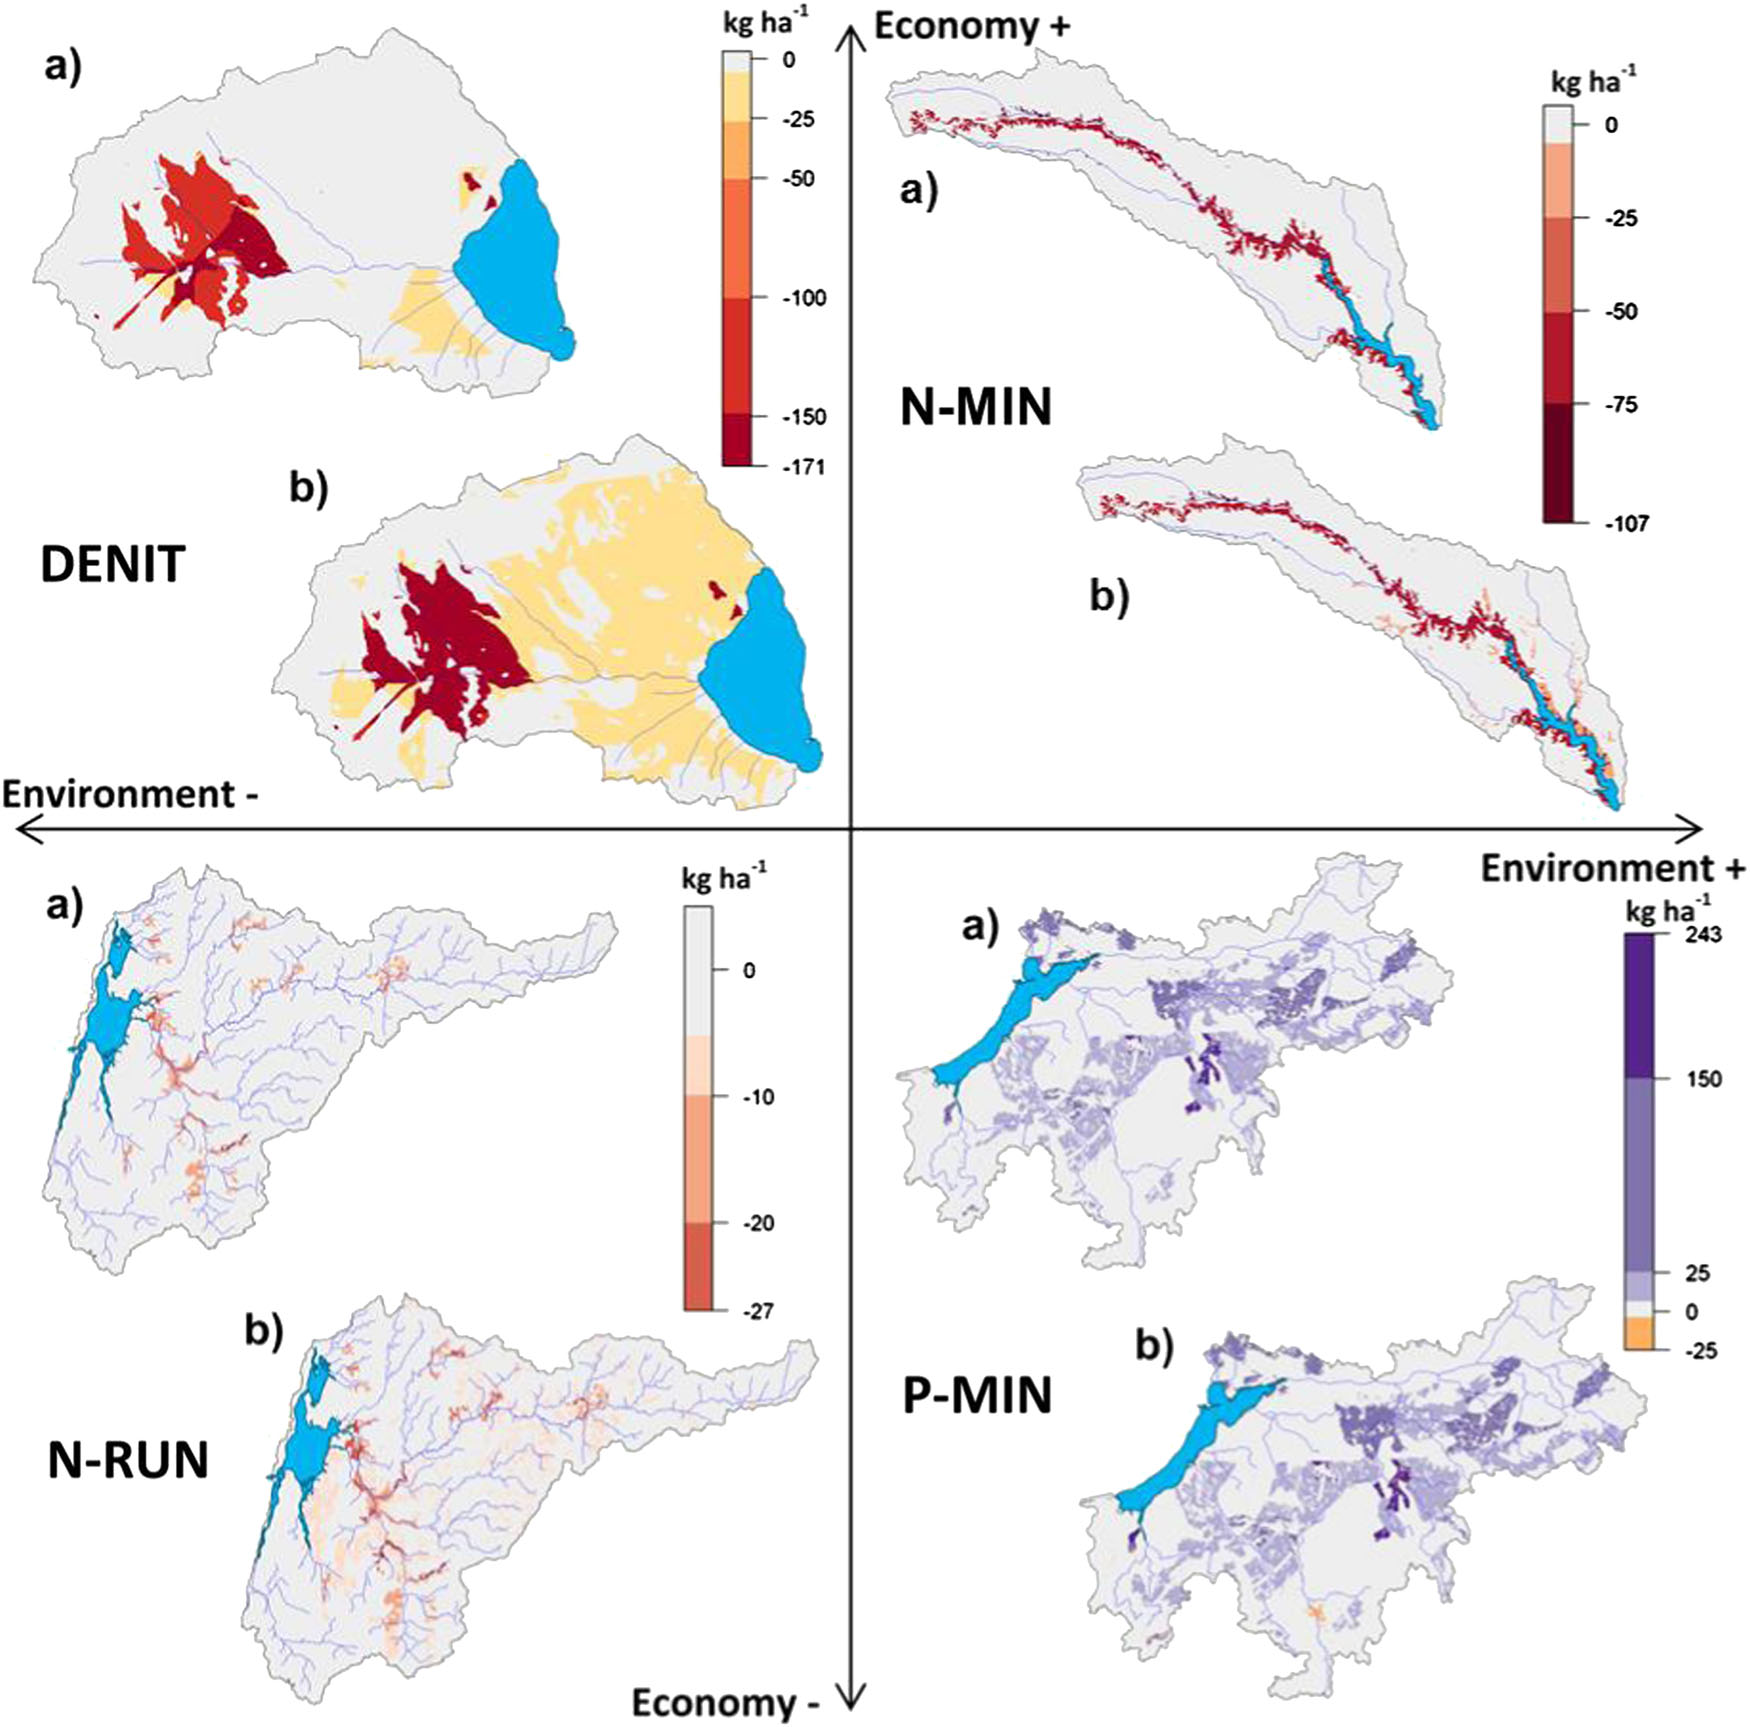 Economy +
a)
kg ha-1
0
-25
-50
-100
-150
-171
b)
DENIT
kg ha-1
0
-25
-50
-75
-107
a)
N-MIN
b)
Environment -
Environment +
a)
kg ha-1
0
-10
-20
-27
b)
N-RUN
a)
kg ha-1
243
150
25
0
-25
b)
P-MIN
Economy -